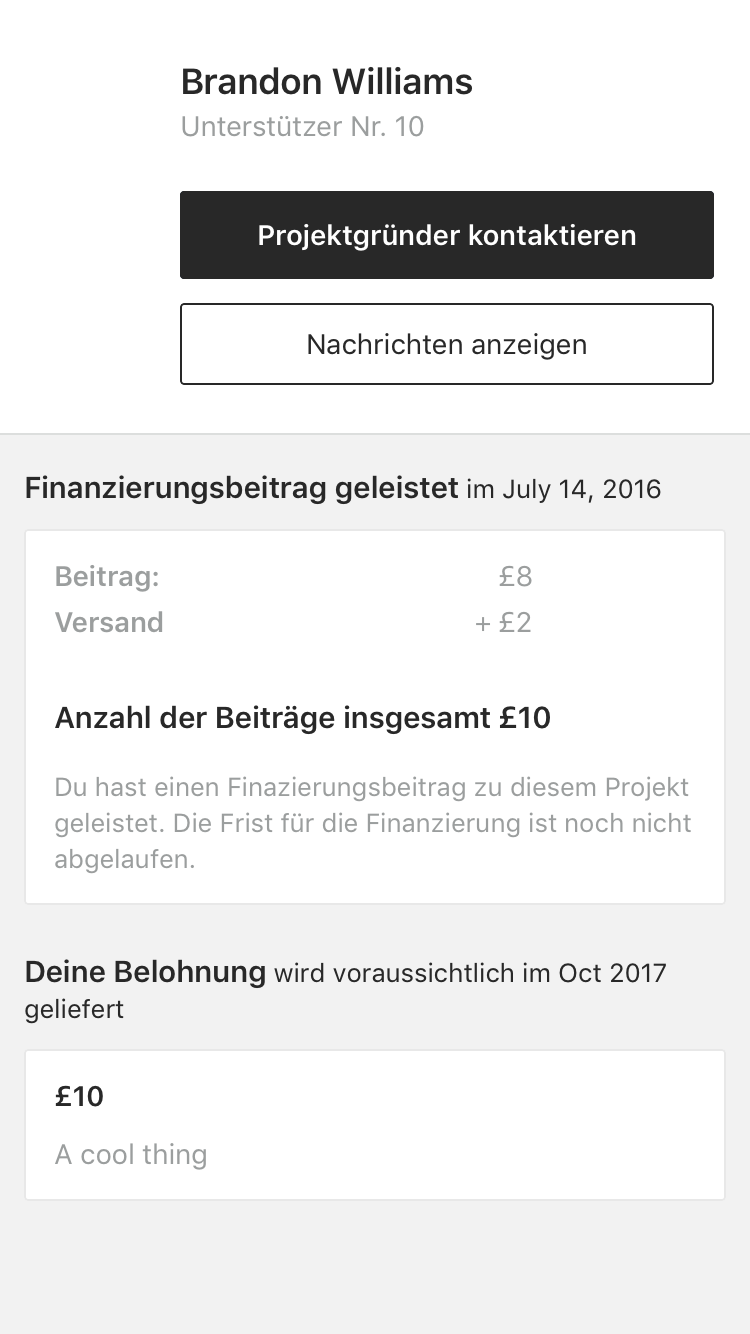 Brandon Williams
Unterstützer Nr. 10
Projektgründer kontaktieren
Nachrichten anzeigen
Finanzierungsbeitrag geleistet im July 14, 2016
Beitrag: £8
Versand + £2
Anzahl der Beiträge insgesamt £10
Du hast einen Finazierungsbeitrag zu diesem Projekt
geleistet. Die Frist für die Finanzierung ist noch nicht
abgelaufen.
Deine Belohnung wird voraussichtlich im Oct 2017
geliefert
£10
A cool thing